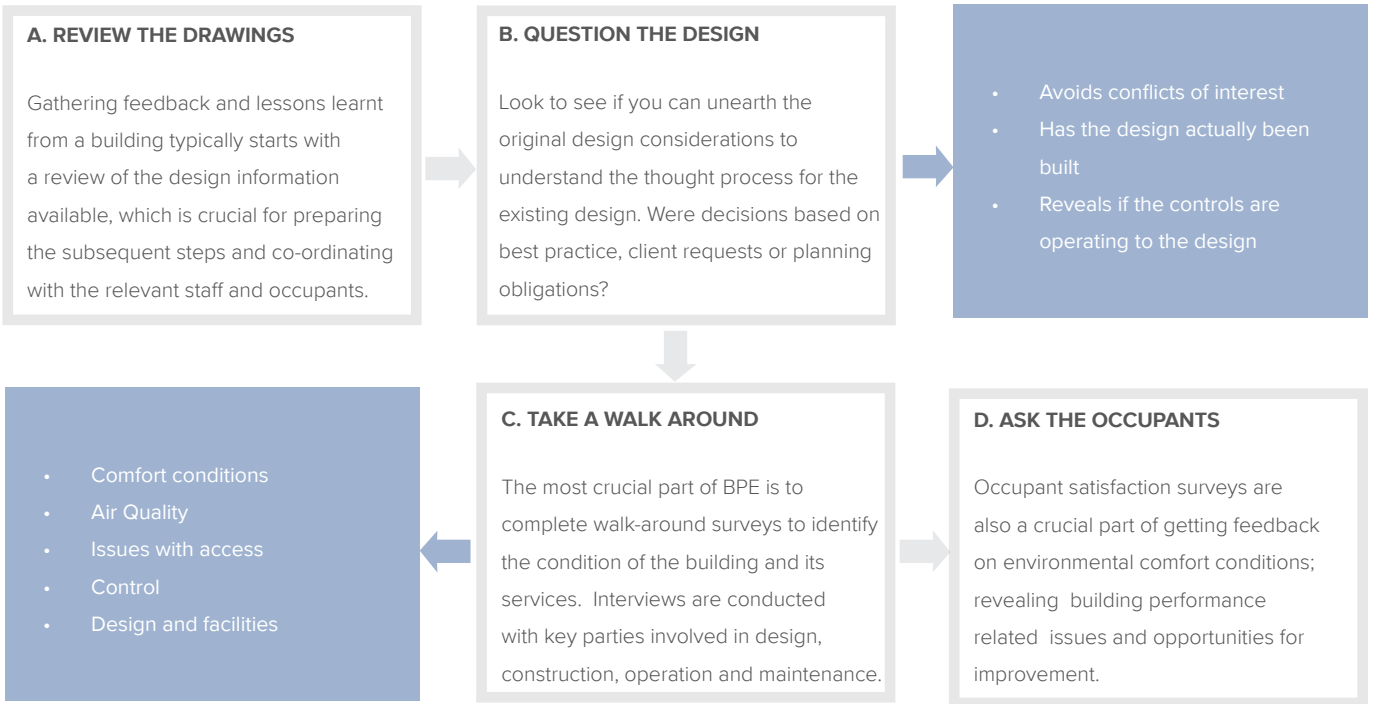 A. REVIEW THE DRAWINGS
Gathering feedback and lessons learnt
from a building typically starts with
a review of the design information
available, which is crucial for preparing
the subsequent steps and co-ordinating
with the relevant staff and occupants.
B. QUESTION THE DESIGN
Look to see if you can unearth the
original design considerations to
understand the thought process for the
existing design. Were decisions based on
best practice, client requests or planning
obligations?
• Avoids conflicts of interest
• Has the design actually been
built
• Reveals if the controls are
operating to the design
• Comfort conditions
• Air Quality
• Issues with access
• Control
• Design and facilities
C. TAKE A WALK AROUND
The most crucial part of BPE is to
complete walk-around surveys to identify
the condition of the building and its
services. Interviews are conducted
with key parties involved in design,
construction, operation and maintenance.
D. ASK THE OCCUPANTS
Occupant satisfaction surveys are
also a crucial part of getting feedback
on environmental comfort conditions;
revealing building performance
related issues and opportunities for
improvement.